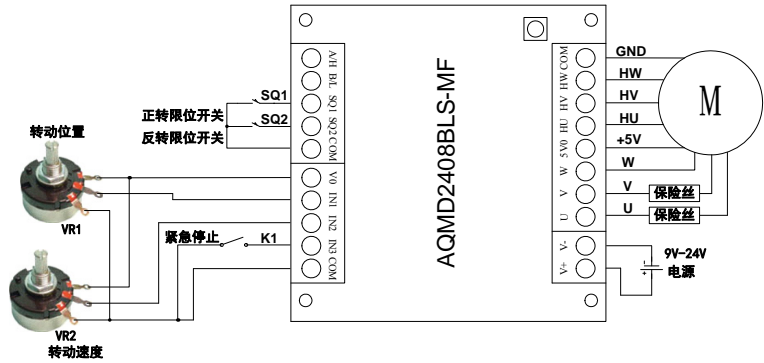 AQMD2408BLS-MF
A/H
B/L
SQ1
SQ2
COM
V0
IN1
IN2
IN3
COM
SQ1
正转限位开关
SQ2
反转限位开关
转动位置
VR1
紧急停止
K1
VR2
转动速度
COM
HW
HV
HU
5V0
W
V
U
V-
V+
GND
HW
HV
HU
+5V
W
V
保险丝
U
保险丝
M
9V-24V
电源
-
+